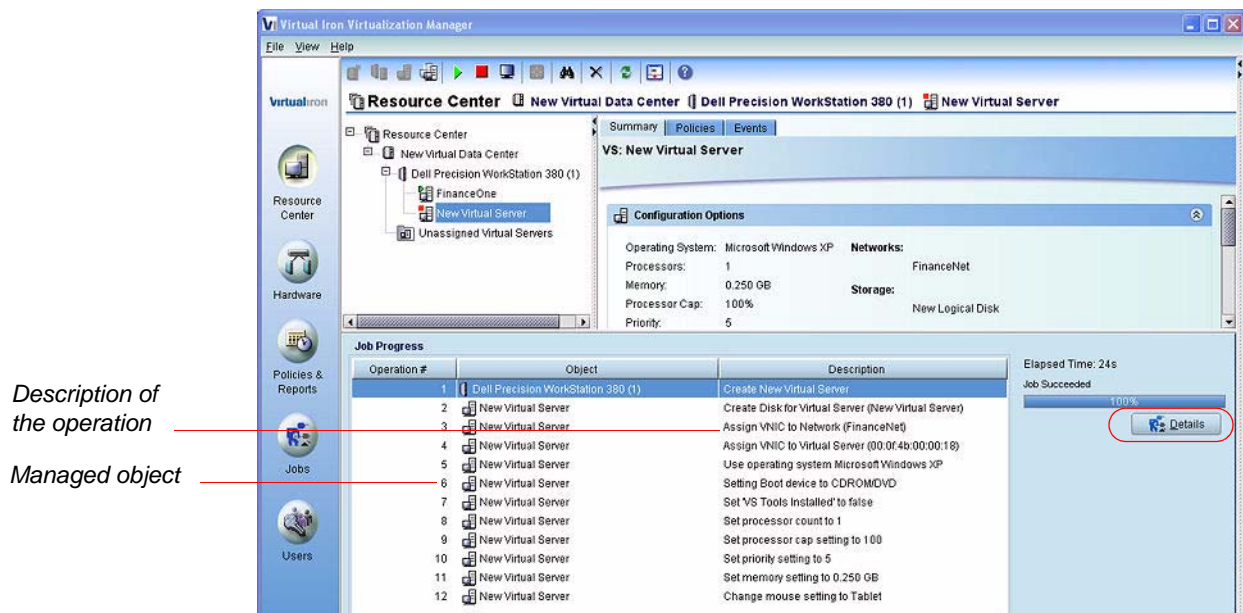 Virtual Iron Virtualization Manager
File View Help
VirtualIron
Resource Center New Virtual Data Center Dell Precision WorkStation 380 (1) New Virtual Server
Resource Center
New Virtual Data Center
Dell Precision WorkStation 380 (1)
FinanceOne
New Virtual Server
Unassigned Virtual Servers
Summary Policies Events
VS: New Virtual Server
Configuration Options
Operating System: Microsoft Windows XP Networks:
Processors: 1 FinanceNet
Memory: 0.250 GB Storage:
Processor Cap: 100% New Logical Disk
Priority: 5
Resource
Center
Hardware
Policies &
Reports
Jobs
Users
Job Progress
Operation # Object Description
1 Dell Precision WorkStation 380 (1) Create New Virtual Server
2 New Virtual Server Create Disk for Virtual Server (New Virtual Server)
3 New Virtual Server Assign VNIC to Network (FinanceNet)
4 New Virtual Server Assign VNIC to Virtual Server (00:0f:4b:00:00:18)
5 New Virtual Server Use operating system Microsoft Windows XP
6 New Virtual Server Setting Boot device to CDROM/DVD
7 New Virtual Server Set 'VS Tools Installed' to false
8 New Virtual Server Set processor count to 1
9 New Virtual Server Set processor cap setting to 100
10 New Virtual Server Set priority setting to 5
11 New Virtual Server Set memory setting to 0.250 GB
12 New Virtual Server Change mouse setting to Tablet
Elapsed Time: 24s
Job Succeeded
100%
Details
Description of
the operation
Managed object